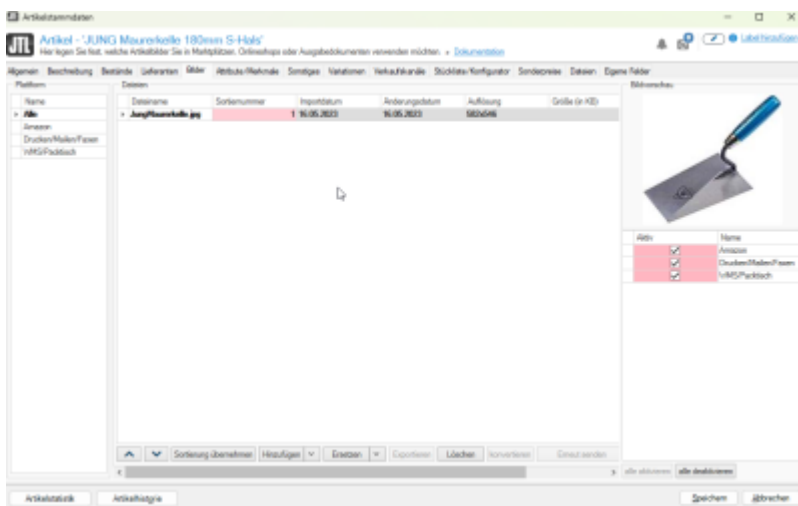 Artikelstammdaten
JTL
Artikel - 'JUNG Maurerkelle 180mm S-Hals'
Hier legen Sie fest, welche Artikelbilder Sie in Marktplätzen, Onlineshops oder Ausgabedokumenten verwenden möchten. Dokumentation
Label hinzufügen
Allgemein Beschreibung Bestände Lieferanten Bilder Attribute/Merkmale Sonstiges Variationen Verkaufskanäle Stückliste/Konfigurator Sonderpreise Dateien Eigene Felder
Plattform Dateien Bildvorschau
Name Dateiname Sortiernummer Importdatum Änderungsdatum Auflösung Größe (in KB)
Alle JungMaurerkelle.jpg 1 16.05.2023 16.05.2023
Amazon
Drucken/Mailen/Faxen
WMS/Packtisch
Aktiv Name
Amazon
Drucken/Mailen/Faxen
WMS/Packtisch
Sortierung übernehmen Hinzufügen Ersetzen Exportieren Löschen konvertieren Erneut senden
alle aktivieren alle deaktivieren
Artikelstatistik Artikelhistorie Speichern Abbrechen